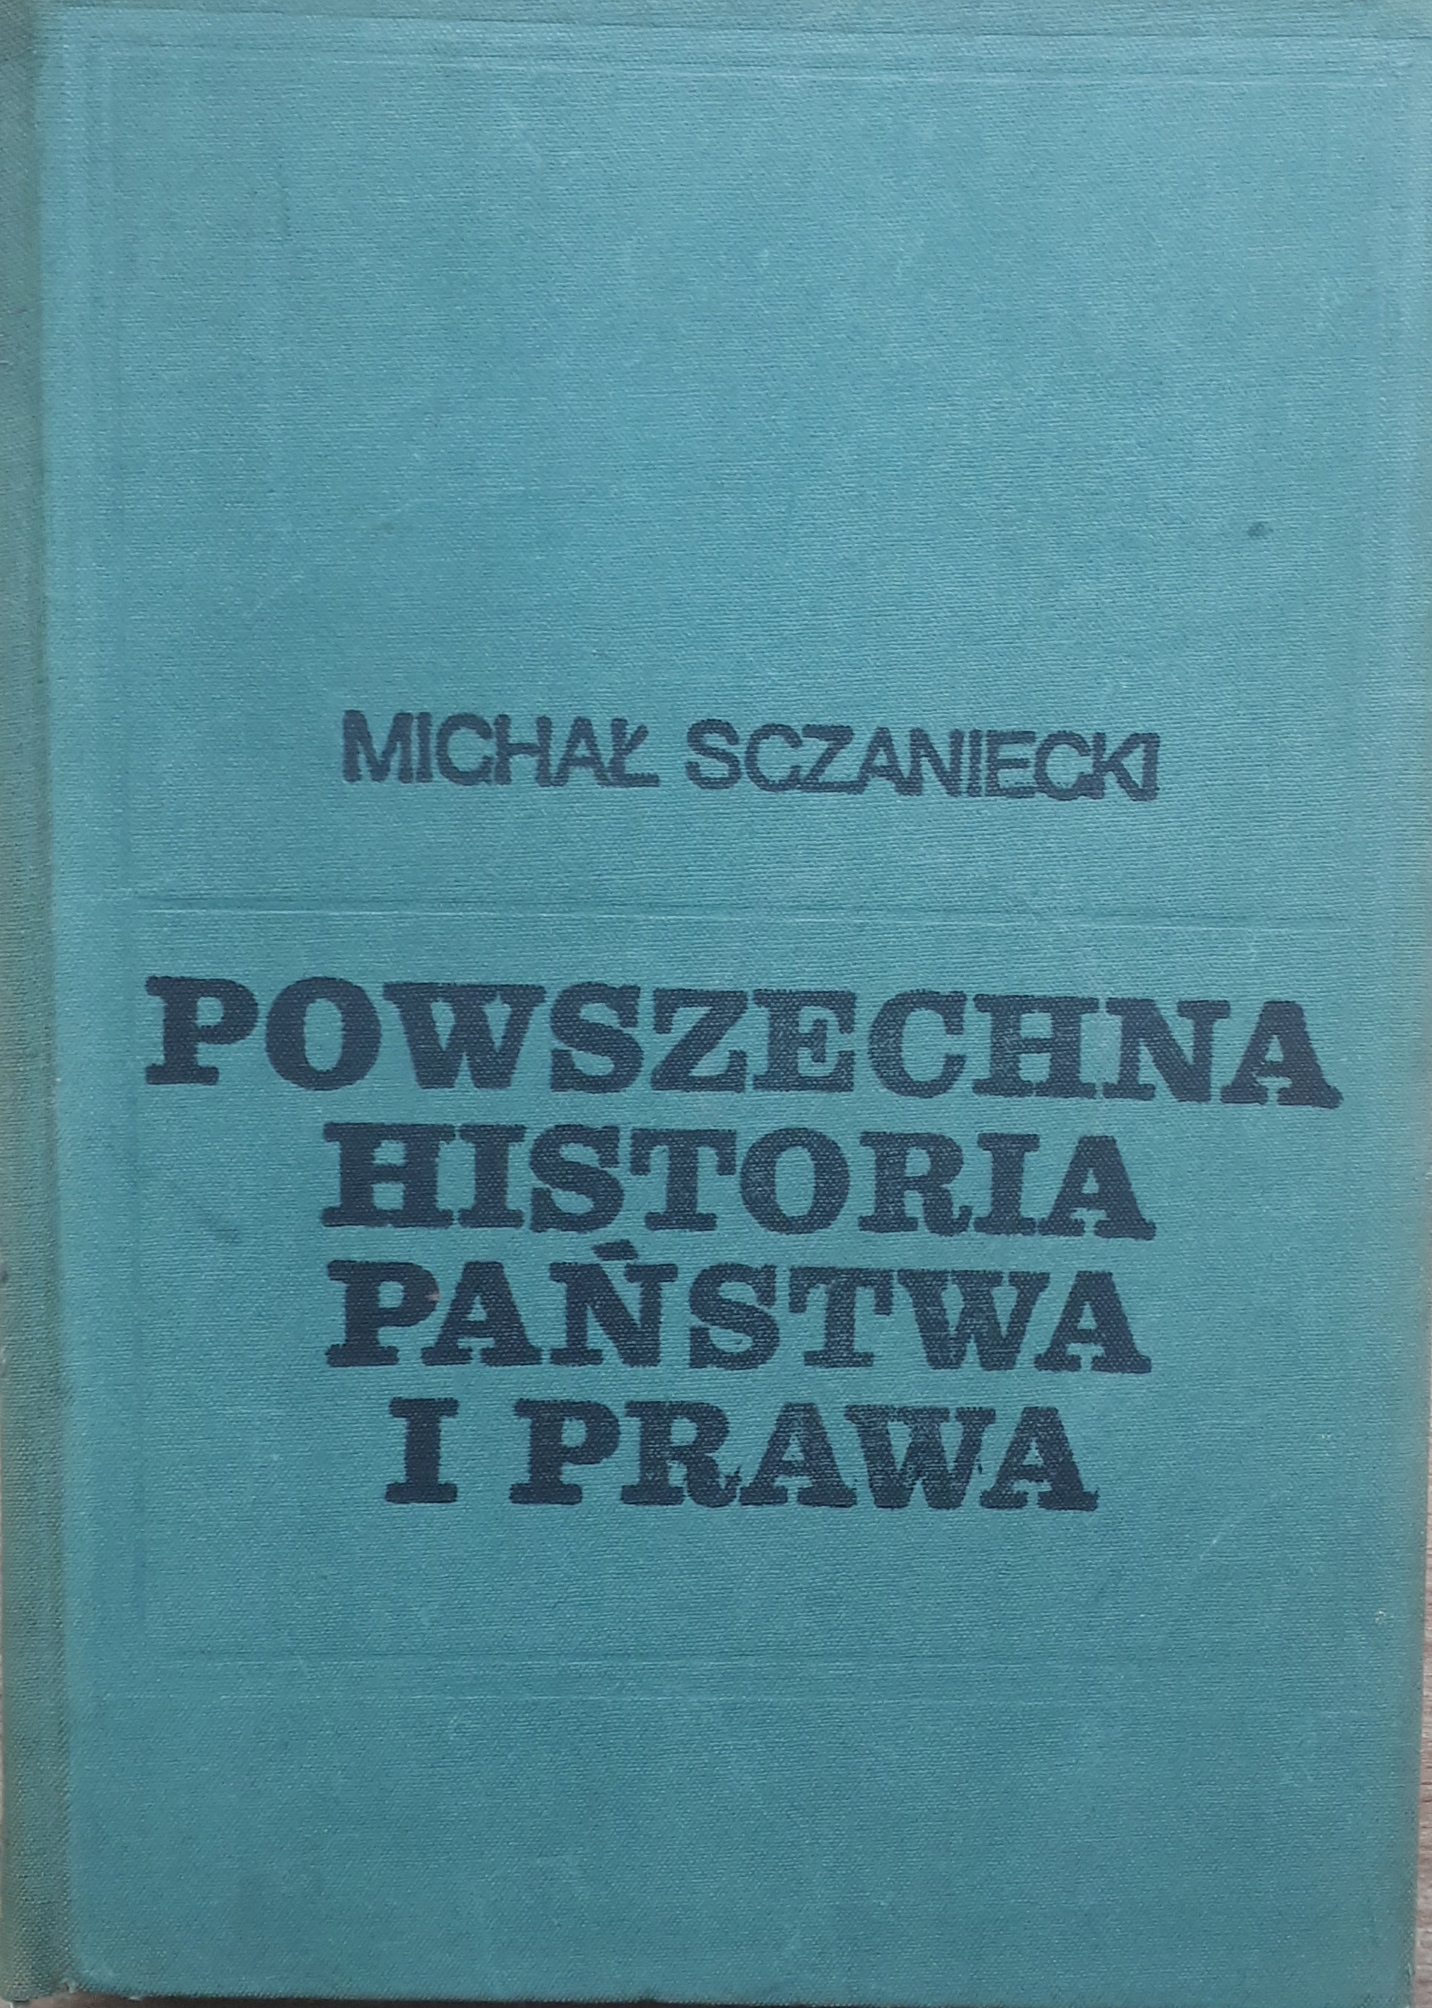 MICHAŁ SCZANIECKI
POWSZECHNA
HISTORIA
PAŃSTWA
I PRAWA